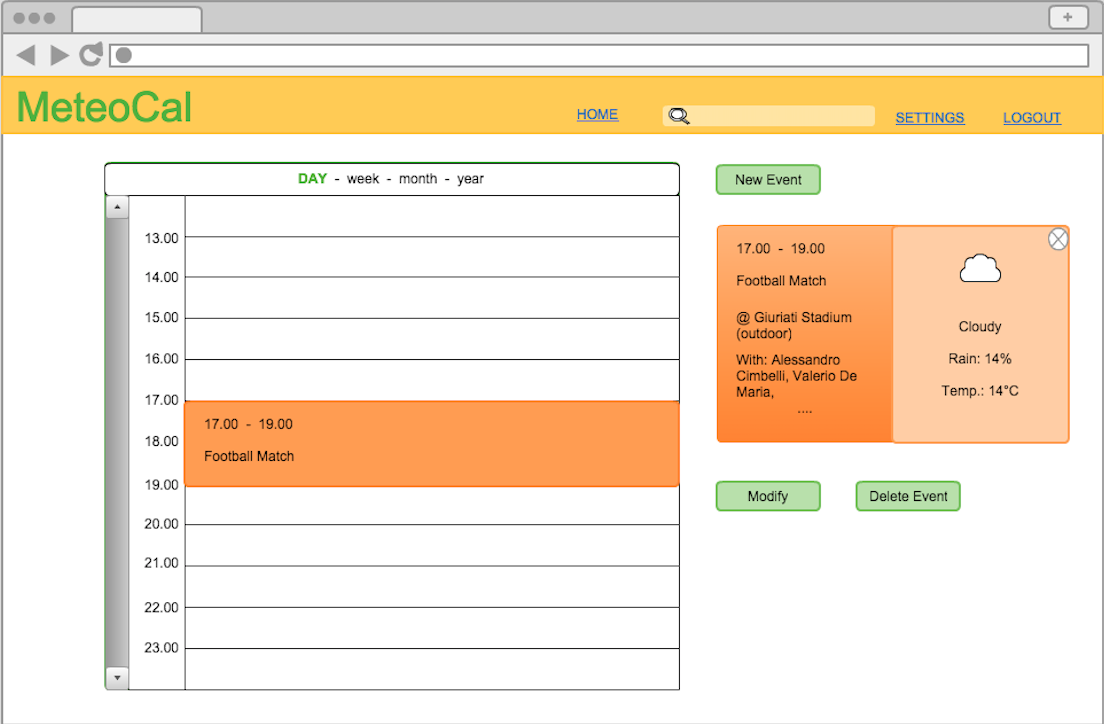 MeteoCal
HOME
SETTINGS
LOGOUT
DAY - week - month - year
13.00
14.00
15.00
16.00
17.00
18.00
19.00
20.00
21.00
22.00
23.00
17.00 - 19.00
Football Match
New Event
17.00 - 19.00
Football Match
@ Giuriati Stadium
(outdoor)
With: Alessandro
Cimbelli, Valerio De
Maria,
....
Cloudy
Rain: 14%
Temp.: 14°C
Modify
Delete Event